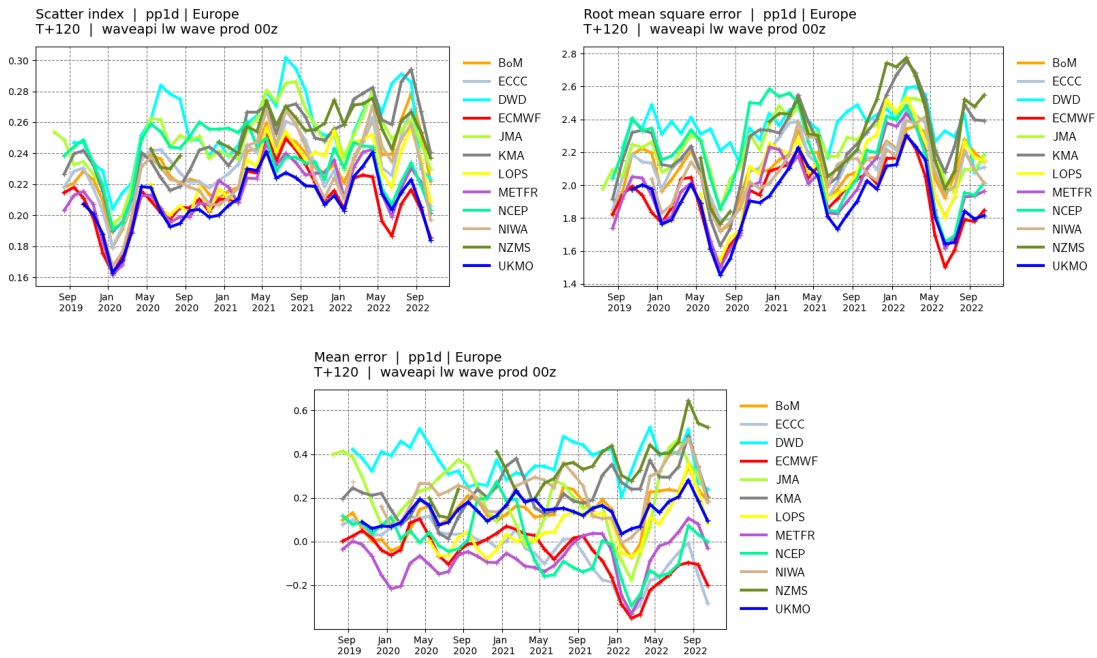 Scatter index | pp1d | Europe
T+120 | waveapi lw wave prod 00z
0.30
0.28
0.26
0.24
0.22
0.20
0.18
0.16
Sep 2019
Jan 2020
May 2020
Sep 2020
Jan 2021
May 2021
Sep 2021
Jan 2022
May 2022
Sep 2022
BoM
ECCC
DWD
ECMWF
JMA
KMA
LOPS
METFR
NCEP
NIWA
NZMS
UKMO
Root mean square error | pp1d | Europe
T+120 | waveapi lw wave prod 00z
2.8
2.6
2.4
2.2
2.0
1.8
1.6
1.4
Sep 2019
Jan 2020
May 2020
Sep 2020
Jan 2021
May 2021
Sep 2021
Jan 2022
May 2022
Sep 2022
BoM
ECCC
DWD
ECMWF
JMA
KMA
LOPS
METFR
NCEP
NIWA
NZMS
UKMO
Mean error | pp1d | Europe
T+120 | waveapi lw wave prod 00z
0.6
0.4
0.2
0.0
−0.2
Sep 2019
Jan 2020
May 2020
Sep 2020
Jan 2021
May 2021
Sep 2021
Jan 2022
May 2022
Sep 2022
BoM
ECCC
DWD
ECMWF
JMA
KMA
LOPS
METFR
NCEP
NIWA
NZMS
UKMO